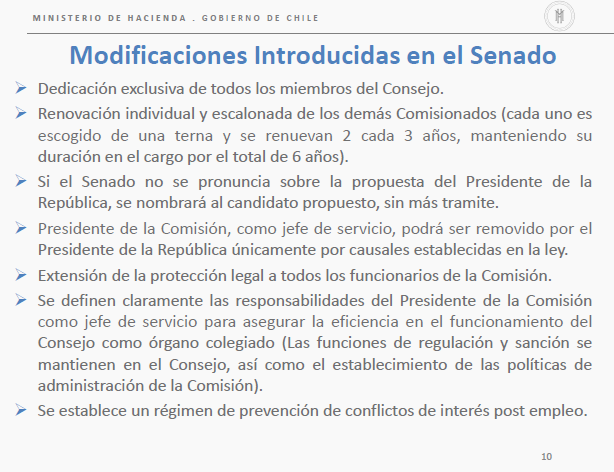 MINISTERIO DE HACIENDA . GOBIERNO DE CHILE
Modificaciones Introducidas en el Senado
Dedicación exclusiva de todos los miembros del Consejo.
Renovación individual y escalonada de los demás Comisionados (cada uno es
escogido de una terna y se renuevan 2 cada 3 años, manteniendo su
duración en el cargo por el total de 6 años).
Si el Senado no se pronuncia sobre la propuesta del Presidente de la
República, se nombrará al candidato propuesto, sin más tramite.
Presidente de la Comisión, como jefe de servicio, podrá ser removido por el
Presidente de la República únicamente por causales establecidas en la ley.
Extensión de la protección legal a todos los funcionarios de la Comisión.
Se definen claramente las responsabilidades del Presidente de la Comisión
como jefe de servicio para asegurar la eficiencia en el funcionamiento del
Consejo como órgano colegiado (Las funciones de regulación y sanción se
mantienen en el Consejo, así como el establecimiento de las políticas de
administración de la Comisión).
Se establece un régimen de prevención de conflictos de interés post empleo.
10